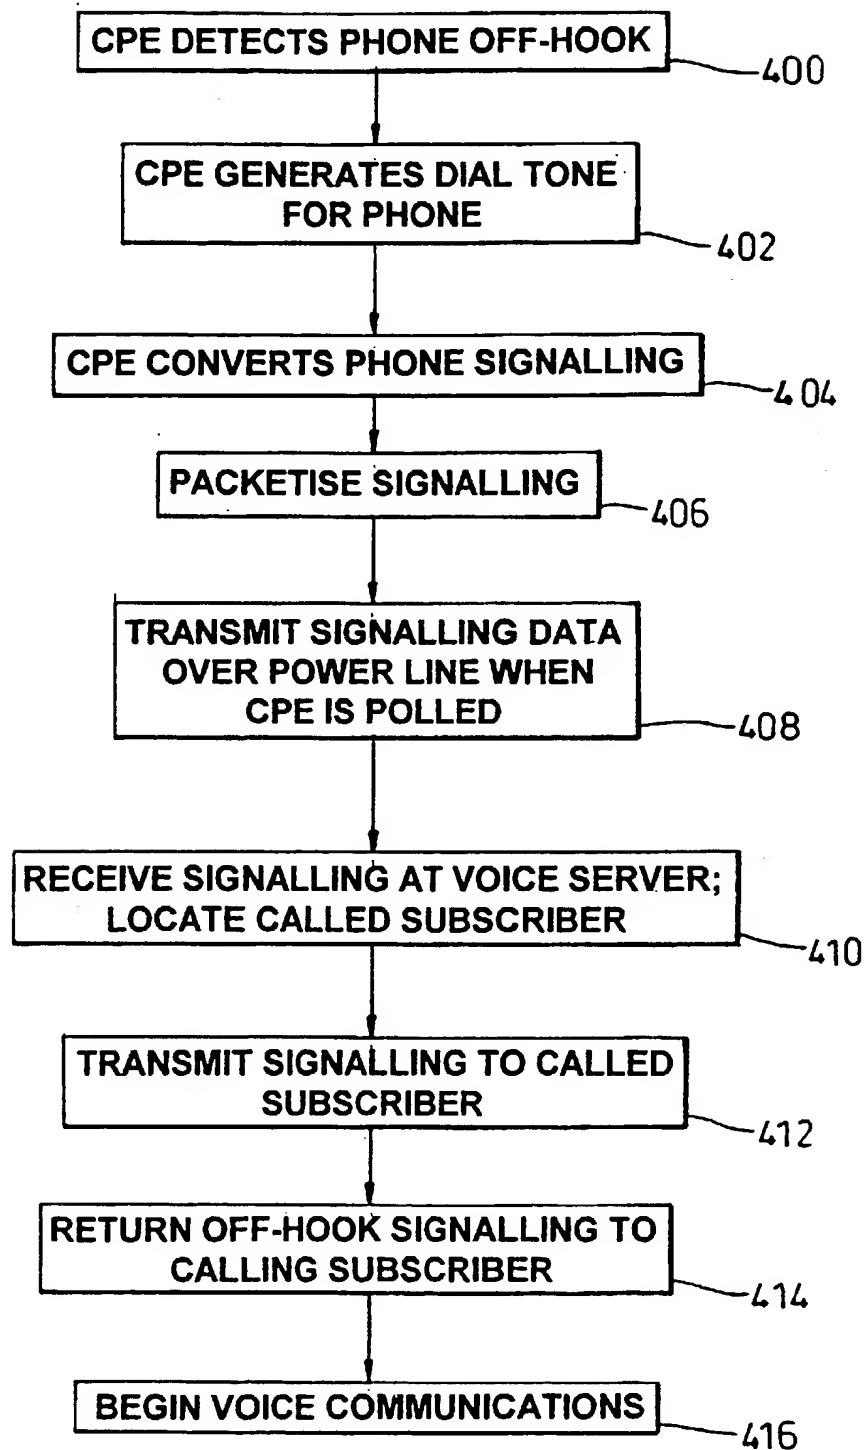 CPE DETECTS PHONE OFF-HOOK
400
CPE GENERATES DIAL TONE
FOR PHONE
402
CPE CONVERTS PHONE SIGNALLING
404
PACKETISE SIGNALLING
406
TRANSMIT SIGNALLING DATA
OVER POWER LINE WHEN
CPE IS POLLED
408
RECEIVE SIGNALLING AT VOICE SERVER;
LOCATE CALLED SUBSCRIBER
410
TRANSMIT SIGNALLING TO CALLED
SUBSCRIBER
412
RETURN OFF-HOOK SIGNALLING TO
CALLING SUBSCRIBER
414
BEGIN VOICE COMMUNICATIONS
416